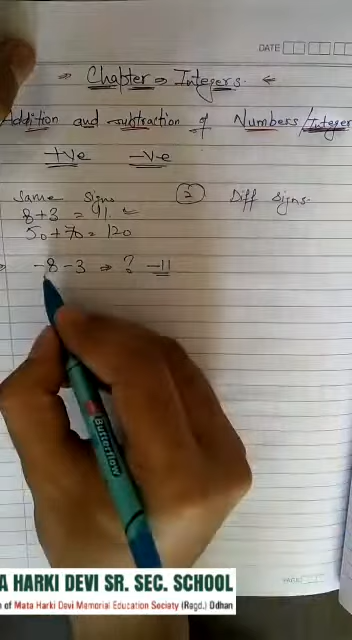 DATE
⇒ Chapter ⇒ Integers. ⇐
Addition and subtraction of Numbers/Integer
+ve -ve
Same Signs
8+3 = 11
50+70 = 120
-8-3 ⇒ ? -11
② Diff Signs.
Butterflow
A HARKI DEVI SR. SEC. SCHOOL
n of Mata Harki Devi Memorial Education Society (Regd.) Odhan